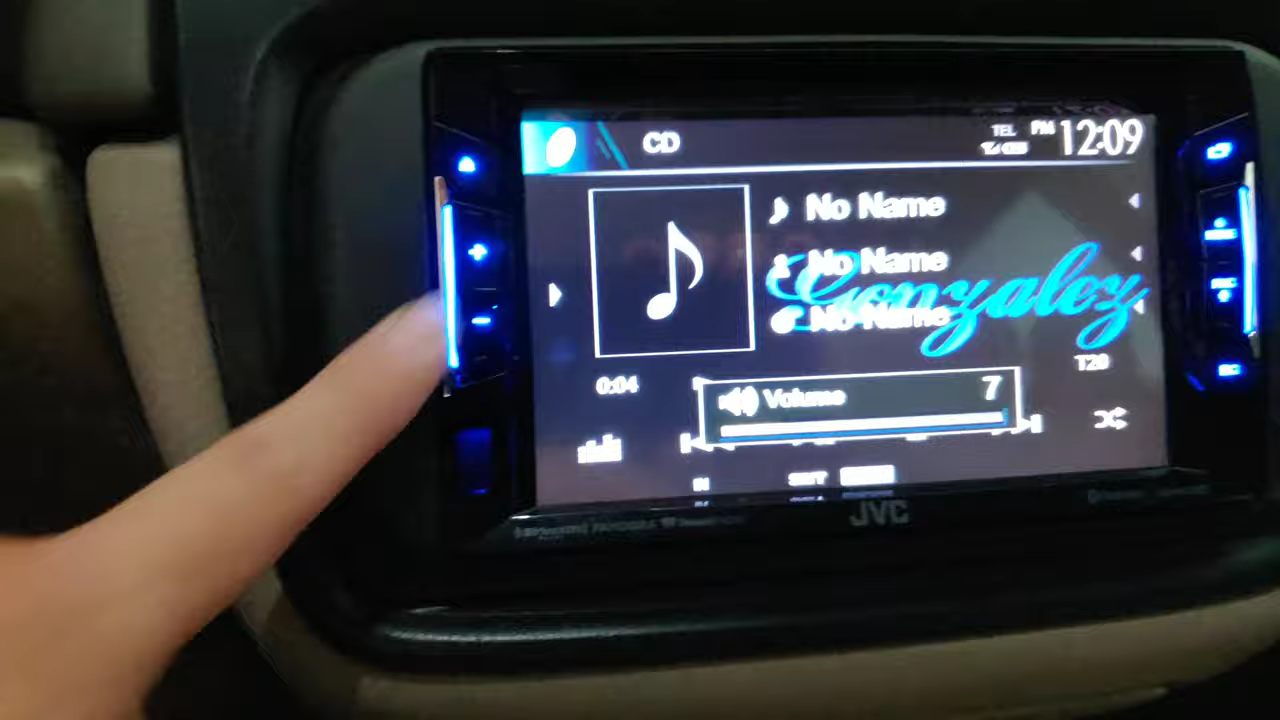 CD
TEL
PM 12:09
No Name
No Name
No Name
Gonzalez
T20
0:04
Volume 7
JVC